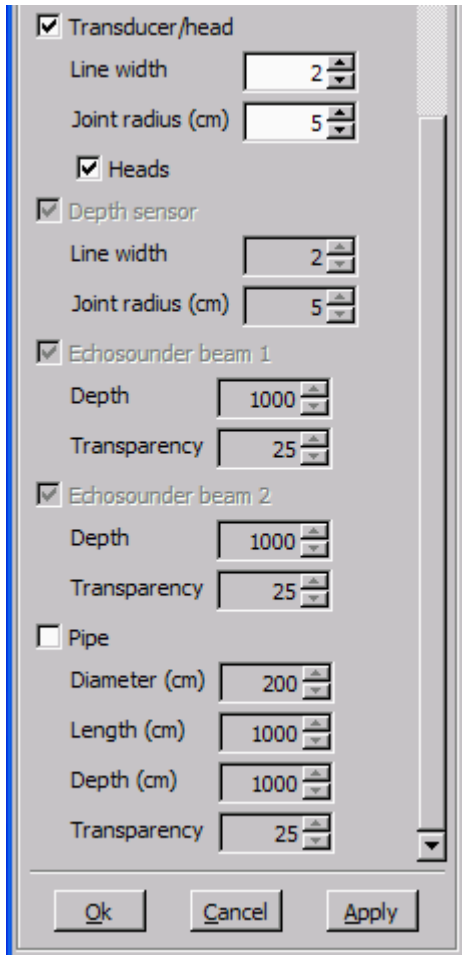 Transducer/head
Line width 2
Joint radius (cm) 5
Heads
Depth sensor
Line width 2
Joint radius (cm) 5
Echosounder beam 1
Depth 1000
Transparency 25
Echosounder beam 2
Depth 1000
Transparency 25
Pipe
Diameter (cm) 200
Length (cm) 1000
Depth (cm) 1000
Transparency 25
Ok Cancel Apply